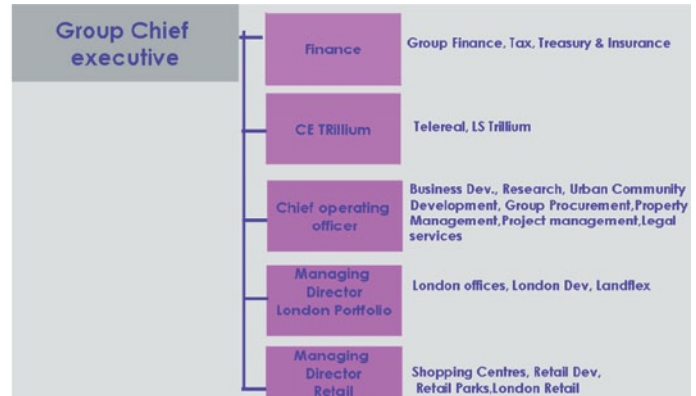 Group Chief
executive
Finance
Group Finance, Tax, Treasury & Insurance
CE TRillium
Telereal, LS Trillium
Chief operating
officer
Business Dev., Research, Urban Community
Development, Group Procurement,Property
Management,Project management,Legal
services
Managing
Director
London Portfolio
London offices, London Dev, Landflex
Managing
Director
Retail
Shopping Centres, Retail Dev,
Retail Parks,London Retail